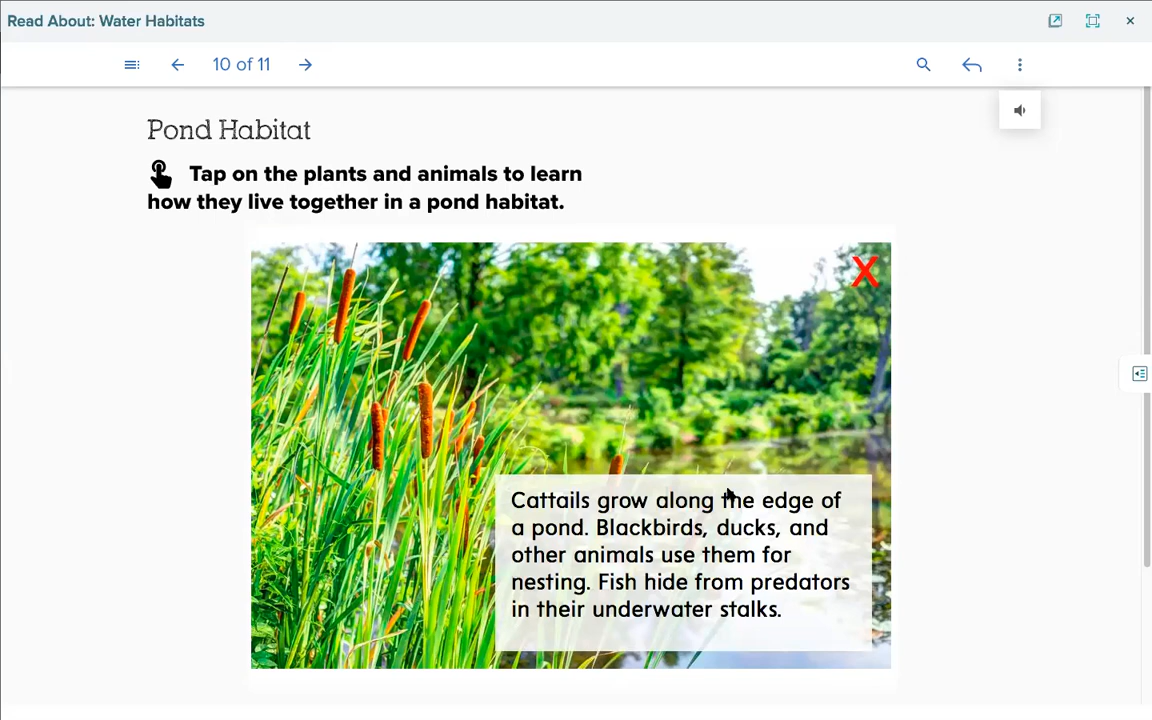 Read About: Water Habitats
10 of 11
Pond Habitat
Tap on the plants and animals to learn
how they live together in a pond habitat.
X
Cattails grow along the edge of
a pond. Blackbirds, ducks, and
other animals use them for
nesting. Fish hide from predators
in their underwater stalks.